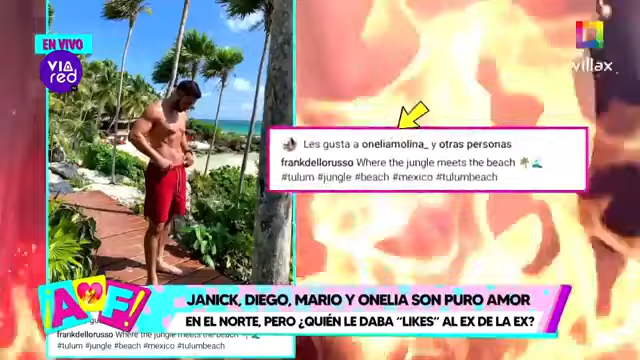 EN VIVO
VíA
red
willax
Les gusta a oneliamolina_ y otras personas
frankdellorusso Where the jungle meets the beach 🌴🌊
#tulum #jungle #beach #mexico #tulumbeach
¡A F!
JANICK, DIEGO, MARIO Y ONELIA SON PURO AMOR
EN EL NORTE, PERO ¿QUIÉN LE DABA “LIKES” AL EX DE LA EX?
frankdellorusso Where the jungle meets the beach
#tulum #jungle #beach #mexico #tulumbeach